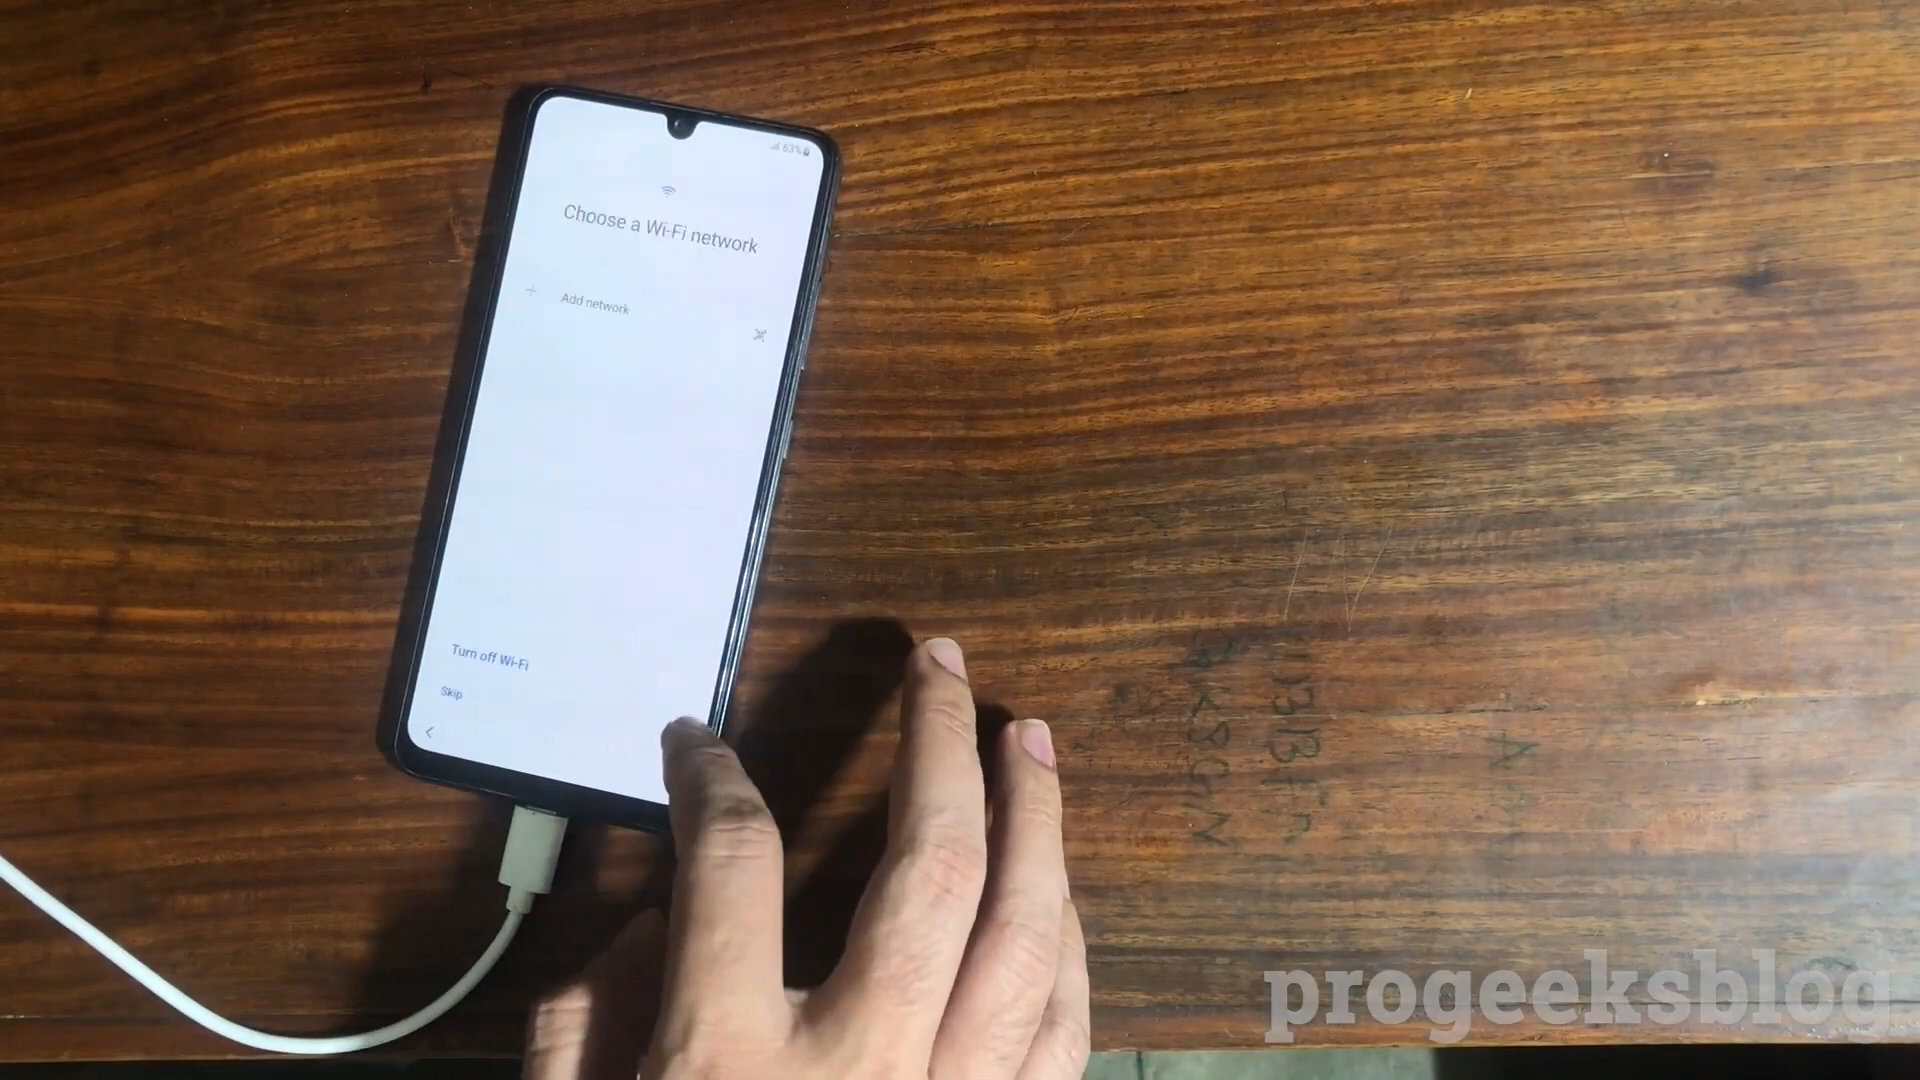 63%
Choose a Wi-Fi network
Add network
Turn off Wi-Fi
Skip
progeeksblog